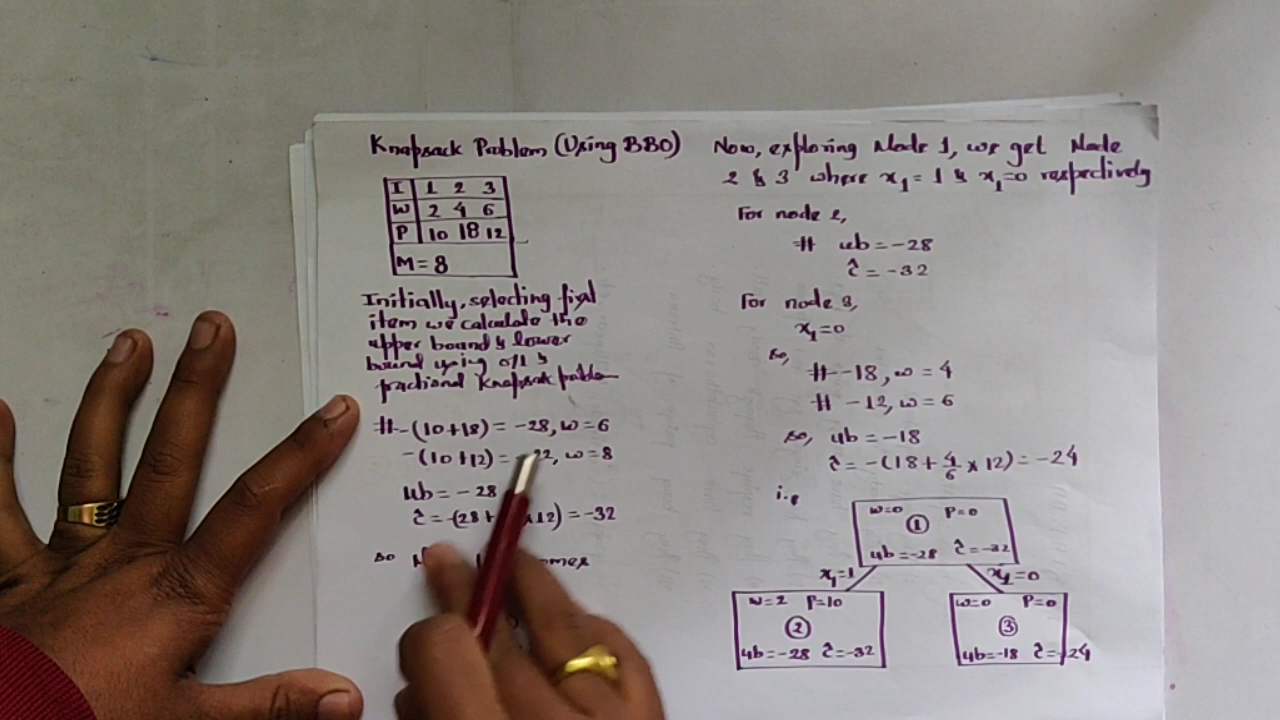 Knapsack Problem (Using BBO)
I 1 2 3
W 2 4 6
P 10 18 12
M = 8
Initially, selecting first
item we calculate the
upper bound & lower
bound using 0/1 &
fractional knapsack problem
# -(10+18) = -28, w=6
-(10+12) = -22, w=8
ub = -28
ĉ = -(28+ x12) = -32
so
Now, exploring Node 1, we get Node
2 & 3 where x₁=1 & x₁=0 respectively
For node 2,
# ub = -28
ĉ = -32
For node 3,
x₁=0
so,
# -18, w = 4
# -12, w = 6
so, ub = -18
ĉ = -(18 + 4/6 x 12) = -24
i.e
w=0 P=0
①
ub=-28 ĉ=-32
x₁=1 x₁=0
w=2 P=10
②
ub=-28 ĉ=-32
w=0 P=0
③
ub=-18 ĉ=-24